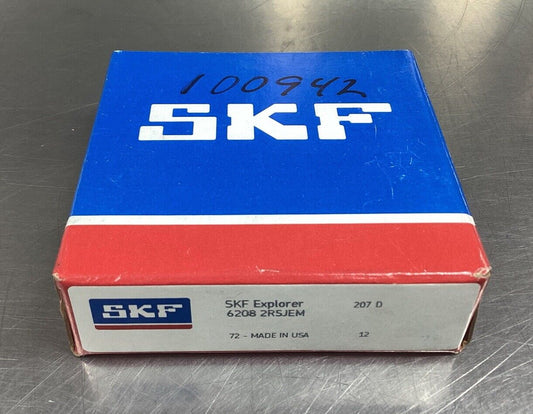 100942
SKF
SKF
SKF Explorer 207 D
6208 2RSJEM
72 - MADE IN USA 12